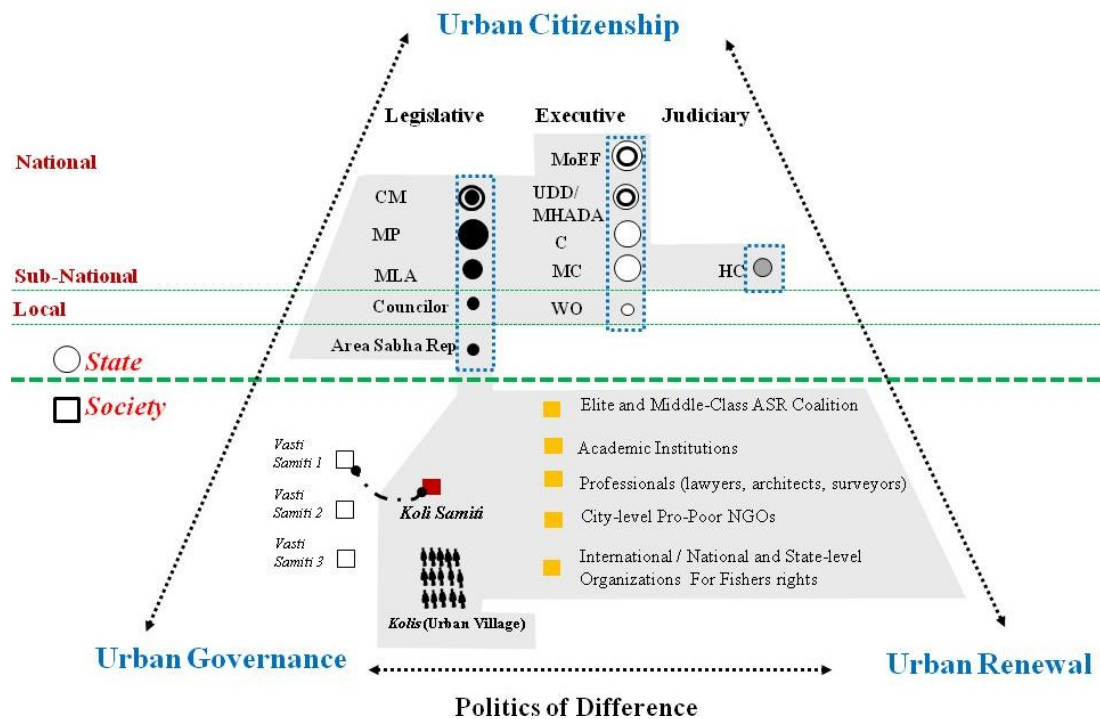 Urban Citizenship
Legislative
Executive
Judiciary
National
MoEF
CM
UDD/
MHADA
MP
C
Sub-National
MLA
MC
HC
Local
Councilor
WO
Area Sabha Rep
State
Society
Elite and Middle-Class ASR Coalition
Vasti
Samiti 1
Academic Institutions
Professionals (lawyers, architects, surveyors)
Vasti
Samiti 2
Koli Samiti
City-level Pro-Poor NGOs
Vasti
Samiti 3
International / National and State-level
Organizations For Fishers rights
Kolis (Urban Village)
Urban Governance
Urban Renewal
Politics of Difference